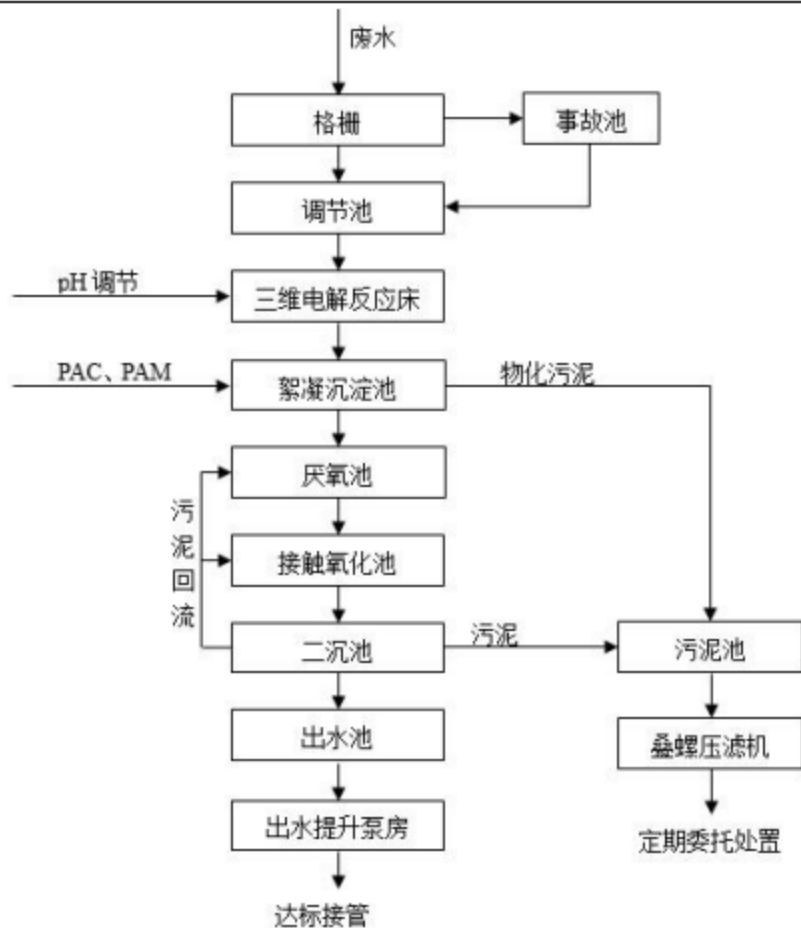 废水
格栅
事故池
调节池
pH 调节
三维电解反应床
PAC、PAM
絮凝沉淀池
物化污泥
厌氧池
污泥回流
接触氧化池
二沉池
污泥
污泥池
出水池
叠螺压滤机
出水提升泵房
定期委托处置
达标接管